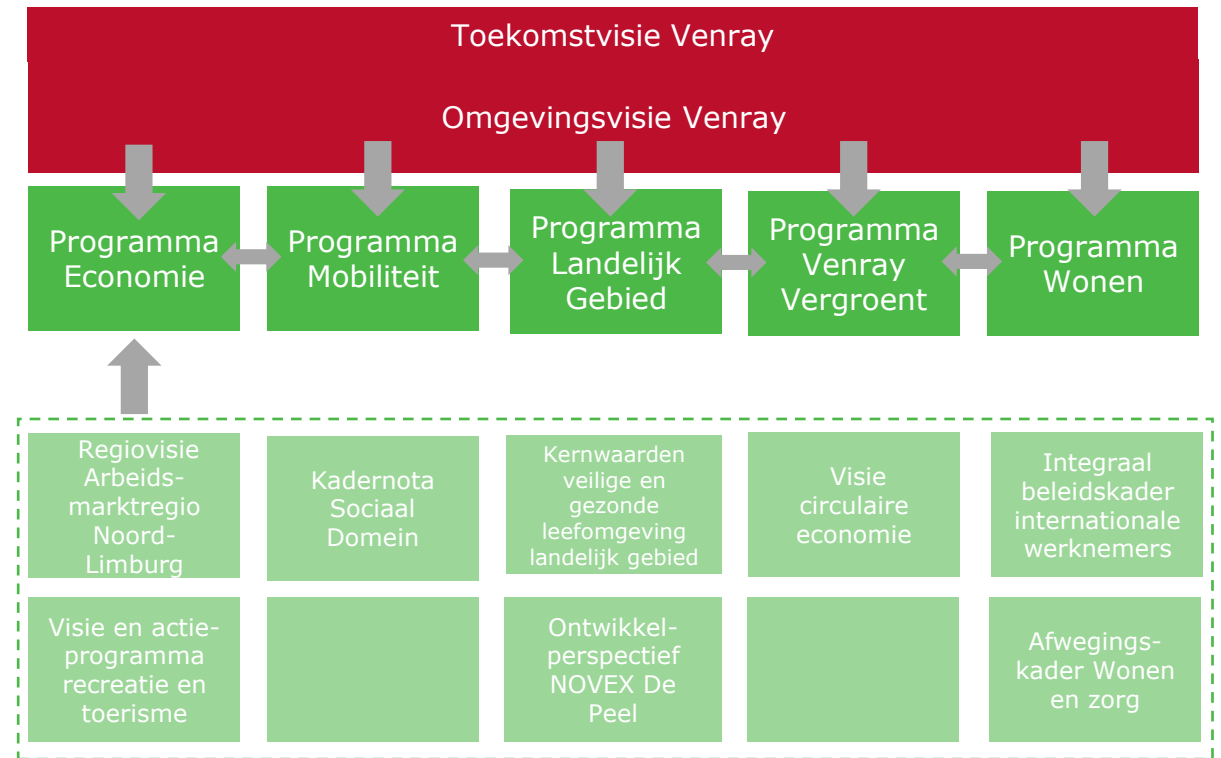 Toekomstvisie Venray
Omgevingsvisie Venray
Programma
Economie
Programma
Mobiliteit
Programma
Landelijk
Gebied
Programma
Venray
Vergroent
Programma
Wonen
Regiovisie
Arbeids-
marktregio
Noord-
Limburg
Kadernota
Sociaal
Domein
Kernwaarden
veilige en
gezonde
leefomgeving
landelijk gebied
Visie
circulaire
economie
Integraal
beleidskader
internationale
werknemers
Visie en actie-
programma
recreatie en
toerisme
Ontwikkel-
perspectief
NOVEX De
Peel
Afwegings-
kader Wonen
en zorg